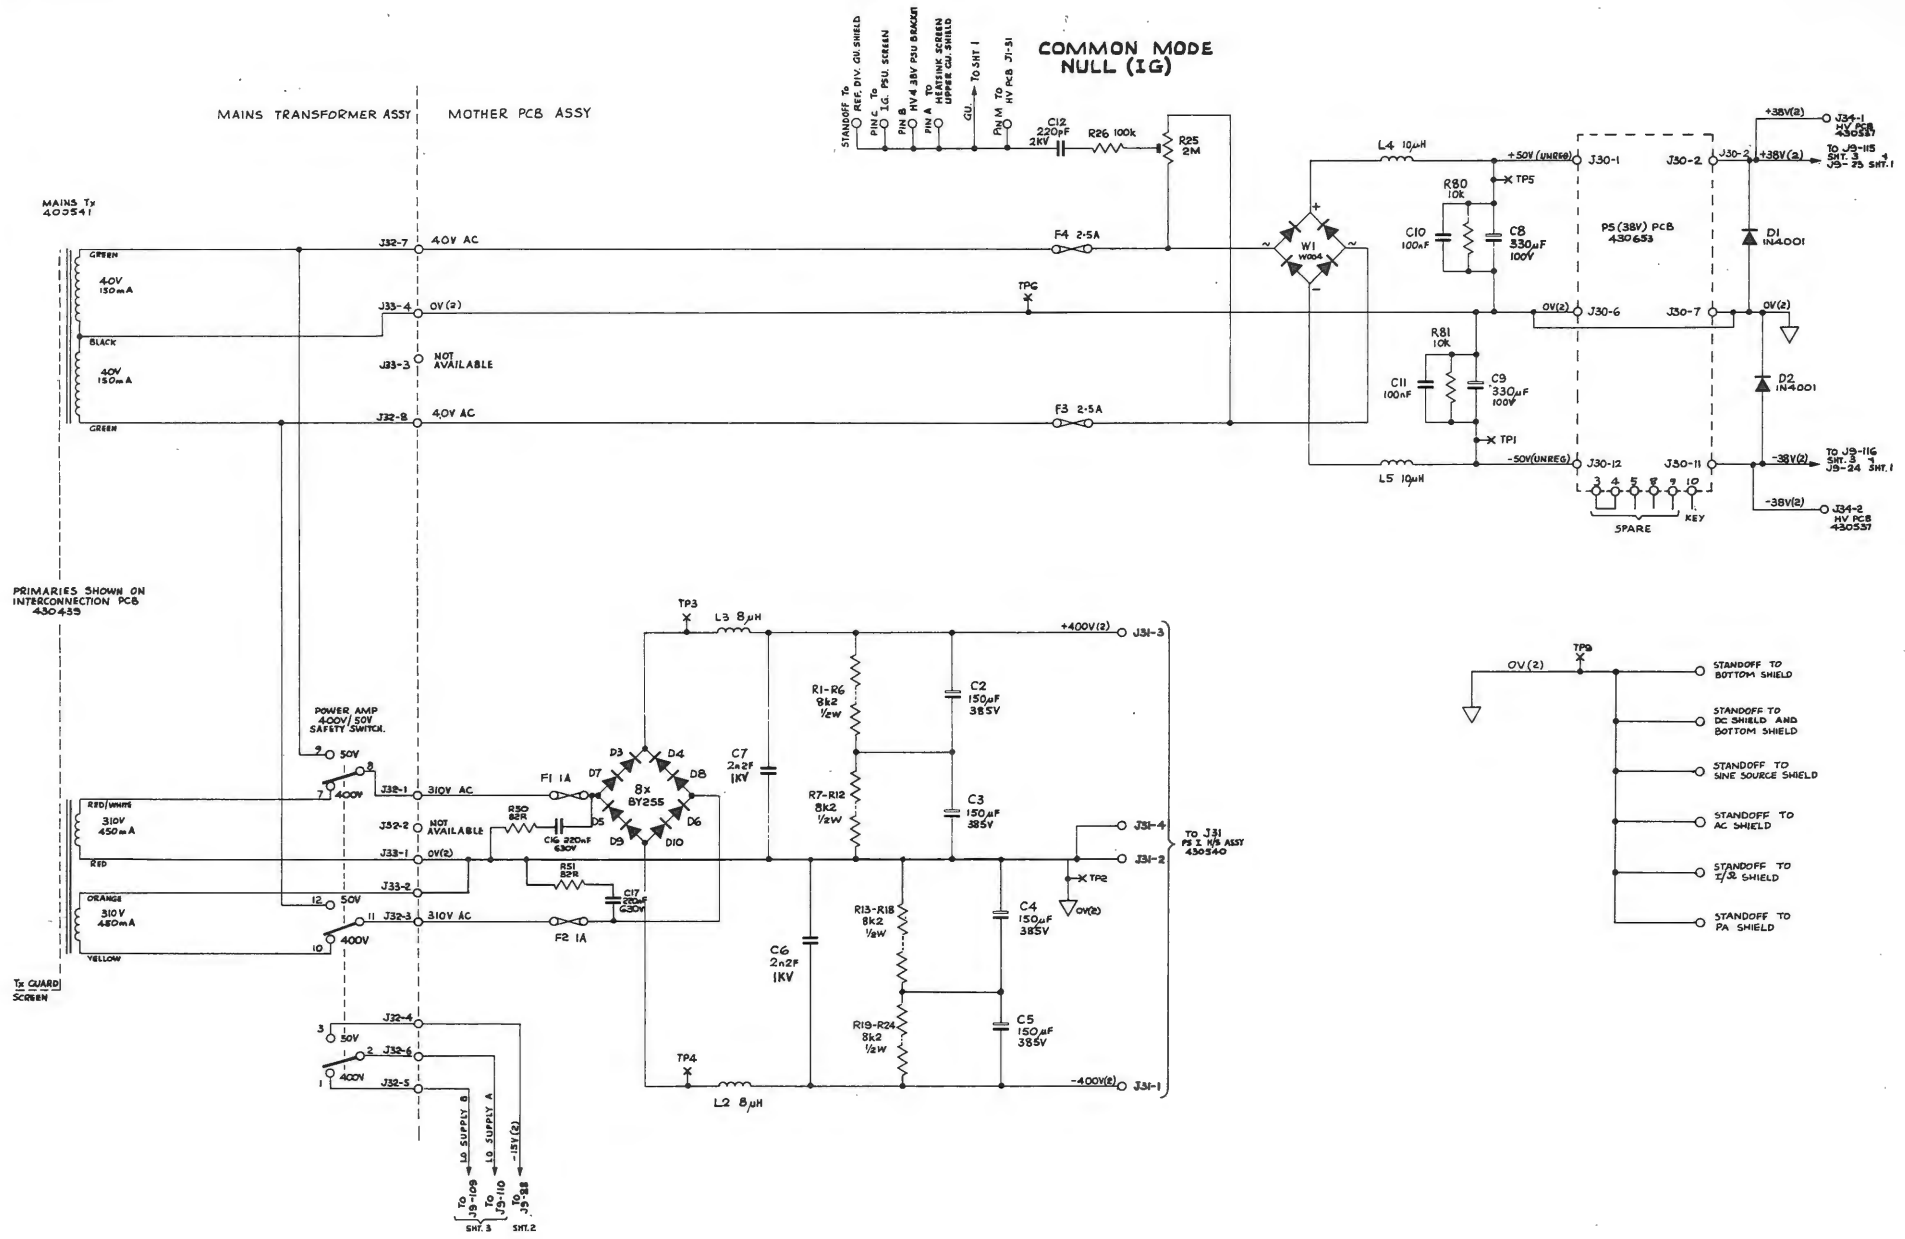 COMMON MODE
NULL (IG)
STANDOFF TO
REF. DIV. GU. SHIELD
PIN C TO
I.G. PSU. SCREEN
PIN B
HV4 38V PSU BRACKET
PIN A TO
HEATSINK SCREEN
UPPER GU. SHIELD
GU. TO SHT 1
PIN M TO
HV PCB J1-31
MAINS TRANSFORMER ASSY
MOTHER PCB ASSY
C12
220pF
2KV
R26 100k
R25
2M
L4 10µH
+50V (UNREG)
J30-1
J30-2
J30-2
+38V(2)
J34-1
HV PCB
430537
+38V(2)
TO J9-115
SHT. 3 +
J9-23 SHT.1
TP5
R80
10k
C10
100nF
C8
330µF
100V
PS (38V) PCB
430653
D1
1N4001
MAINS Tx
400541
GREEN
40V
150mA
J32-7
40V AC
F4 2·5A
W1
W004
~
~
+
-
J33-4
0V (2)
TP6
0V(2)
J30-6
J30-7
0V(2)
BLACK
J33-3
NOT
AVAILABLE
40V
150mA
R81
10k
C11
100nF
C9
330µF
100V
D2
1N4001
GREEN
J32-8
40V AC
F3 2·5A
TP1
L5 10µH
-50V(UNREG)
J30-12
J30-11
-38V(2)
TO J9-116
SHT. 3 +
J9-24 SHT.1
3 4 5 8 9 10
SPARE
KEY
-38V(2)
J34-2
HV PCB
430537
PRIMARIES SHOWN ON
INTERCONNECTION PCB
430439
TP3
L3 8µH
+400V(2)
J31-3
R1-R6
8k2
½W
C2
150µF
385V
POWER AMP
400V/50V
SAFETY SWITCH.
9 50V
8
7 400V
J32-1
310V AC
F1 1A
D3
D4
D7
D8
8x
BY255
D5
D6
D9
D10
C7
2n2F
1KV
R7-R12
8k2
½W
C3
150µF
385V
RED/WHITE
310V
450mA
RED
J32-2
NOT
AVAILABLE
R50
82R
C16 220nF
630V
J33-1
0V(2)
J31-4
J31-2
TO J31
PS I H/S ASSY
430540
TP2
0V(2)
J33-2
R51
82R
C17
220nF
630V
ORANGE
310V
450mA
YELLOW
12 50V
11
10
400V
J32-3
310V AC
F2 1A
C6
2n2F
1KV
R13-R18
8k2
½W
C4
150µF
385V
R19-R24
8k2
½W
C5
150µF
385V
Tx GUARD
SCREEN
TP4
L2 8µH
-400V(2)
J31-1
3
50V
2
1
400V
J32-4
J32-6
J32-5
LO SUPPLY B
LO SUPPLY A
-15V(2)
TO
J9-109
TO
J9-110
TO
J9-88
SHT. 3
SHT. 2
0V(2)
TP9
STANDOFF TO
BOTTOM SHIELD
STANDOFF TO
DC SHIELD AND
BOTTOM SHIELD
STANDOFF TO
SINE SOURCE SHIELD
STANDOFF TO
AC SHIELD
STANDOFF TO
I/Ω SHIELD
STANDOFF TO
PA SHIELD